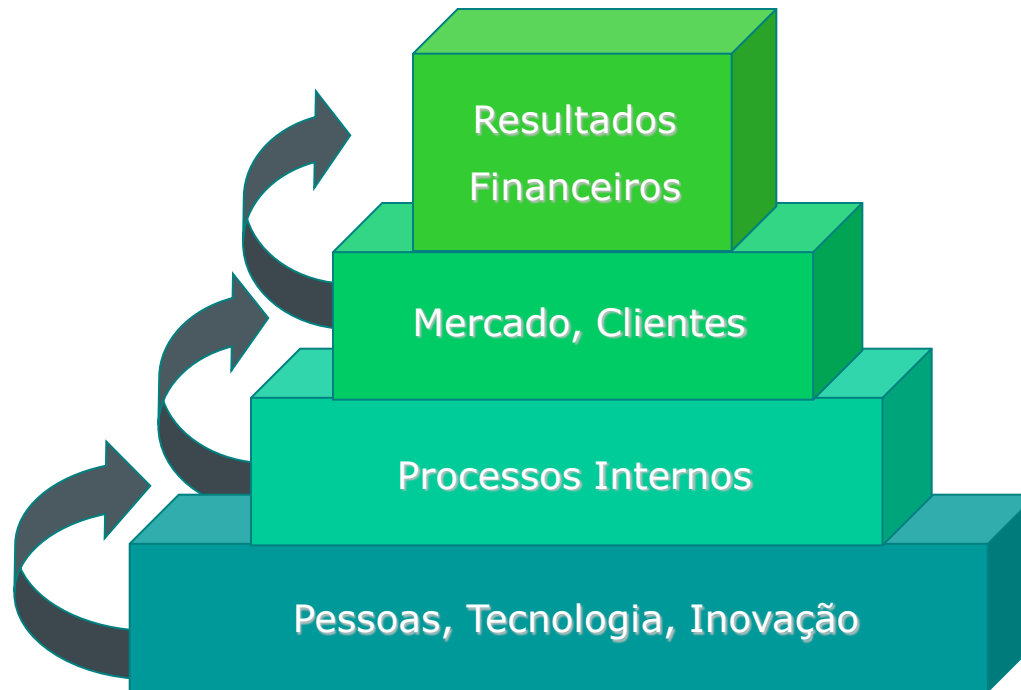 Resultados
Financeiros
Mercado, Clientes
Processos Internos
Pessoas, Tecnologia, Inovação